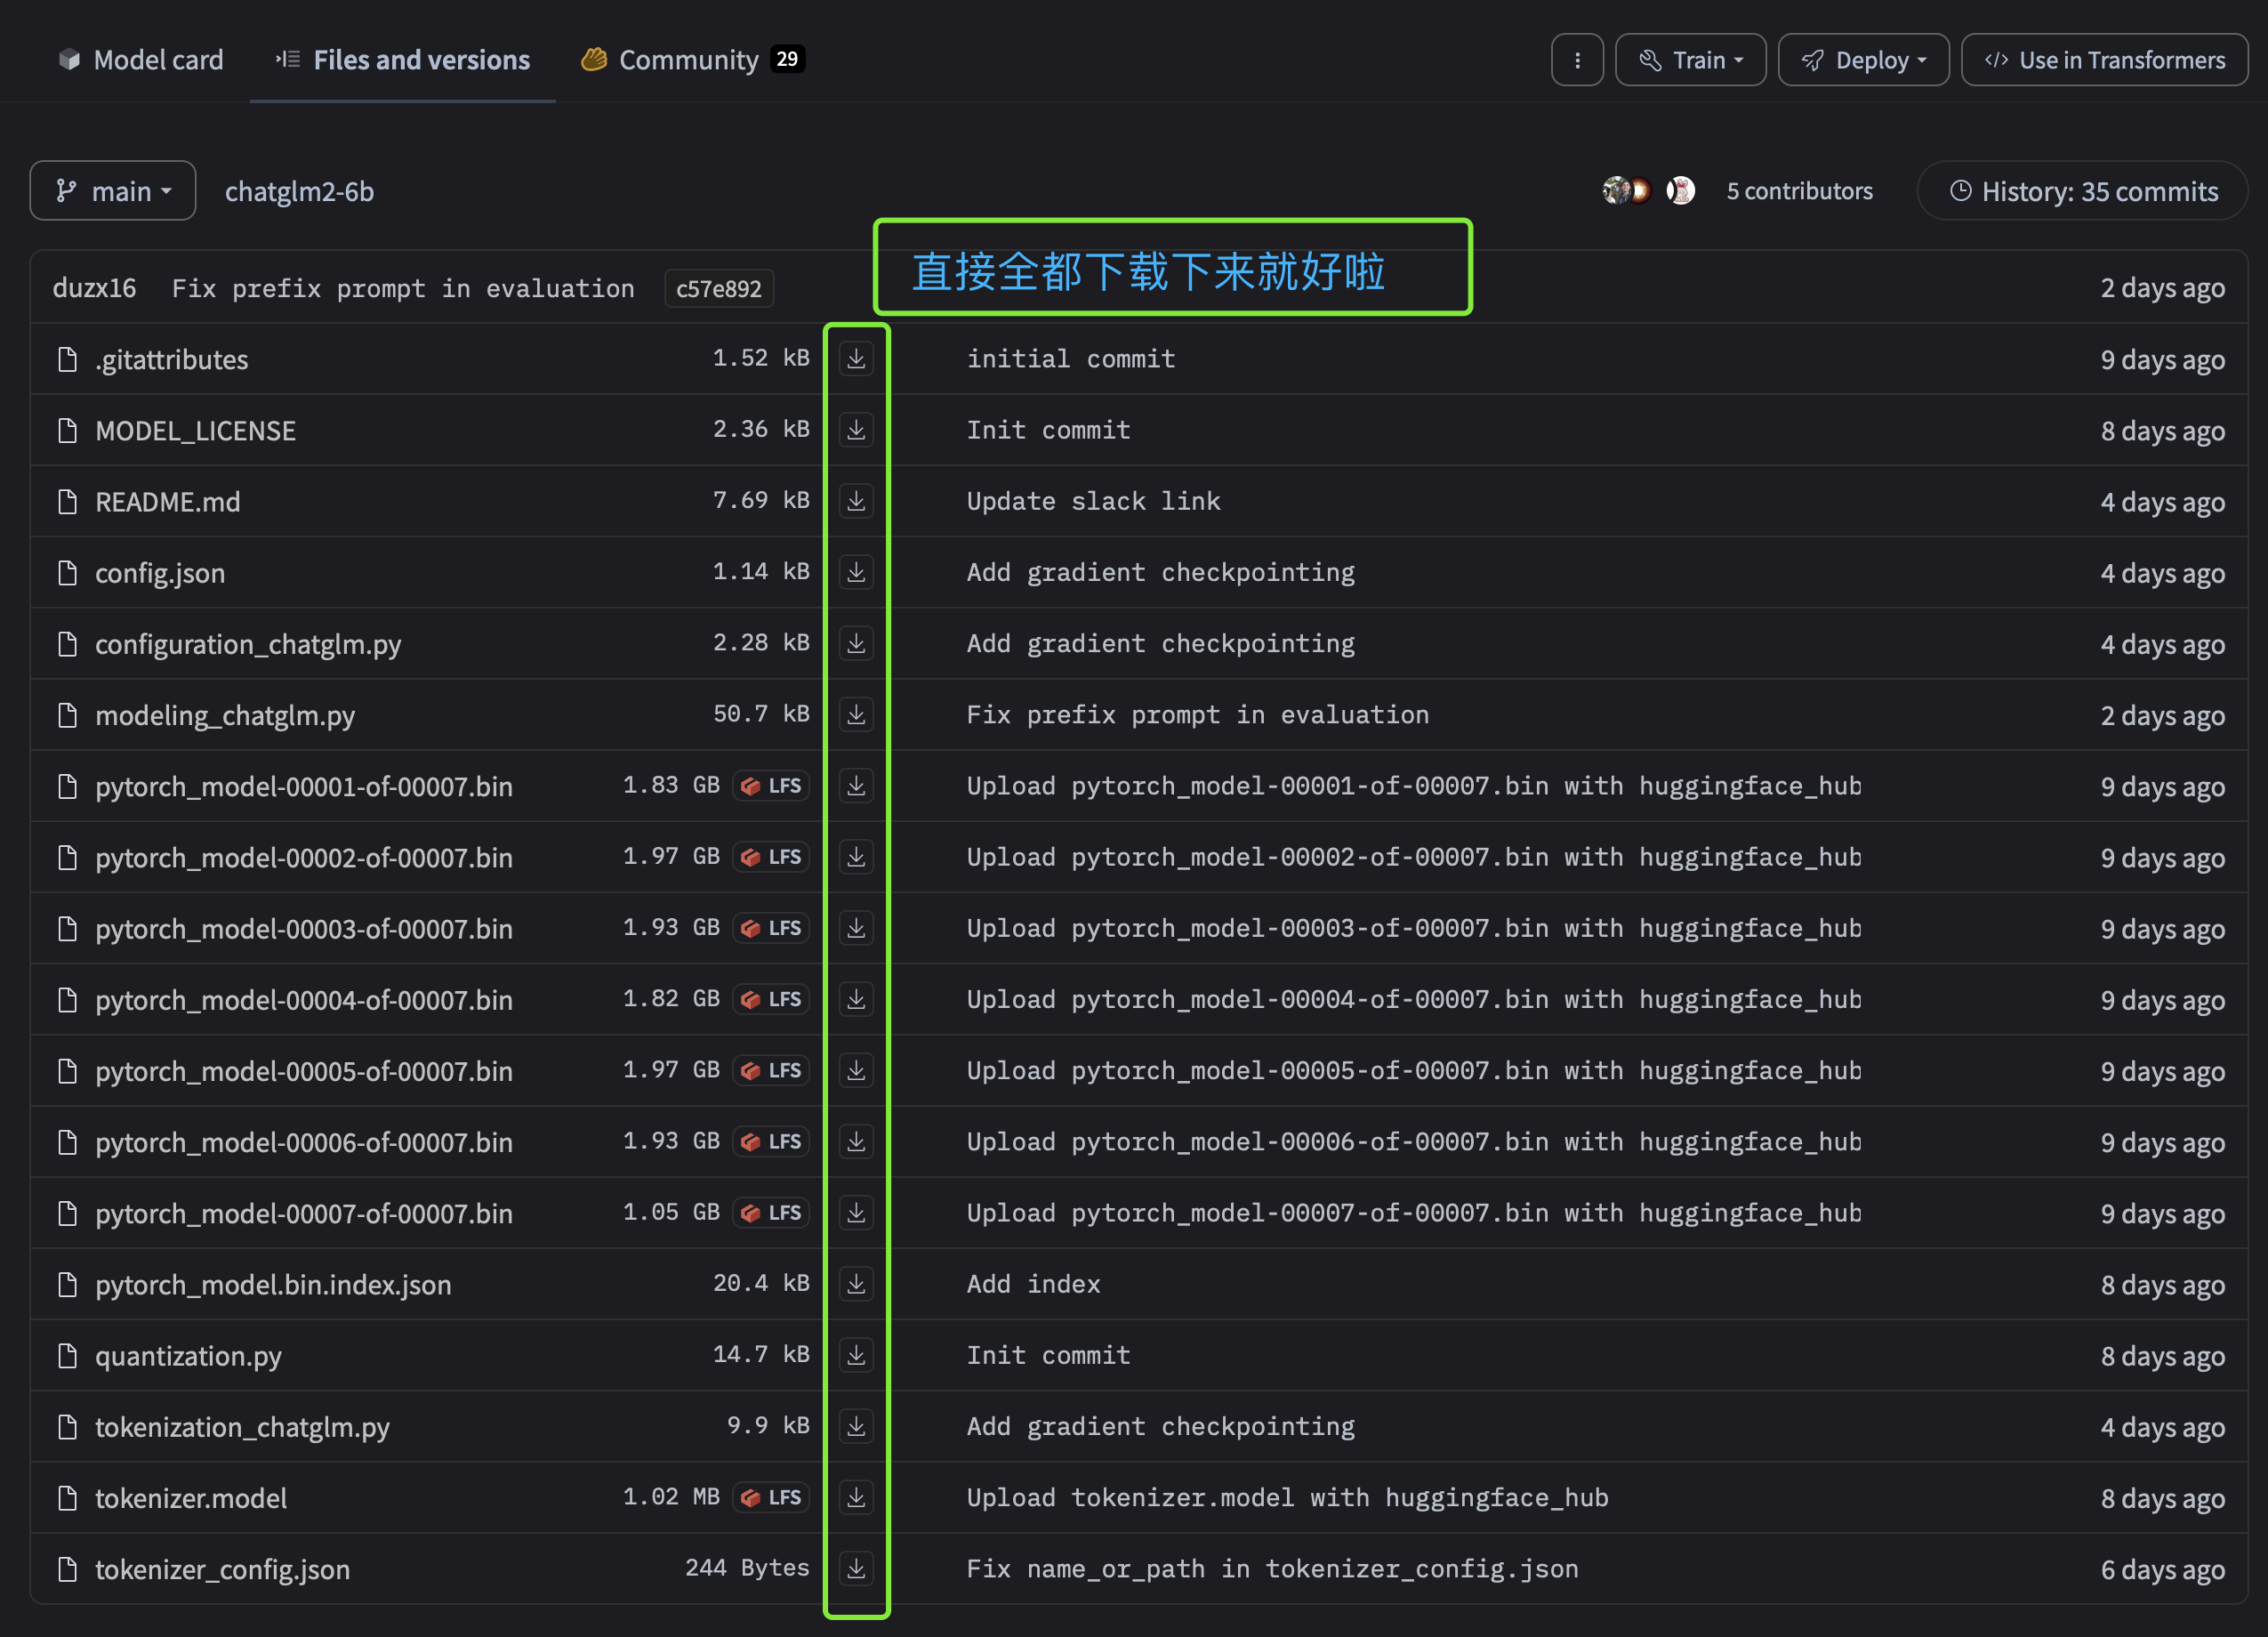 Model card Files and versions Community 29 Train Deploy </> Use in Transformers
main chatglm2-6b 5 contributors History: 35 commits
直接全都下载下来就好啦
duzx16 Fix prefix prompt in evaluation c57e892 2 days ago
.gitattributes 1.52 kB initial commit 9 days ago
MODEL_LICENSE 2.36 kB Init commit 8 days ago
README.md 7.69 kB Update slack link 4 days ago
config.json 1.14 kB Add gradient checkpointing 4 days ago
configuration_chatglm.py 2.28 kB Add gradient checkpointing 4 days ago
modeling_chatglm.py 50.7 kB Fix prefix prompt in evaluation 2 days ago
pytorch_model-00001-of-00007.bin 1.83 GB LFS Upload pytorch_model-00001-of-00007.bin with huggingface_hub 9 days ago
pytorch_model-00002-of-00007.bin 1.97 GB LFS Upload pytorch_model-00002-of-00007.bin with huggingface_hub 9 days ago
pytorch_model-00003-of-00007.bin 1.93 GB LFS Upload pytorch_model-00003-of-00007.bin with huggingface_hub 9 days ago
pytorch_model-00004-of-00007.bin 1.82 GB LFS Upload pytorch_model-00004-of-00007.bin with huggingface_hub 9 days ago
pytorch_model-00005-of-00007.bin 1.97 GB LFS Upload pytorch_model-00005-of-00007.bin with huggingface_hub 9 days ago
pytorch_model-00006-of-00007.bin 1.93 GB LFS Upload pytorch_model-00006-of-00007.bin with huggingface_hub 9 days ago
pytorch_model-00007-of-00007.bin 1.05 GB LFS Upload pytorch_model-00007-of-00007.bin with huggingface_hub 9 days ago
pytorch_model.bin.index.json 20.4 kB Add index 8 days ago
quantization.py 14.7 kB Init commit 8 days ago
tokenization_chatglm.py 9.9 kB Add gradient checkpointing 4 days ago
tokenizer.model 1.02 MB LFS Upload tokenizer.model with huggingface_hub 8 days ago
tokenizer_config.json 244 Bytes Fix name_or_path in tokenizer_config.json 6 days ago